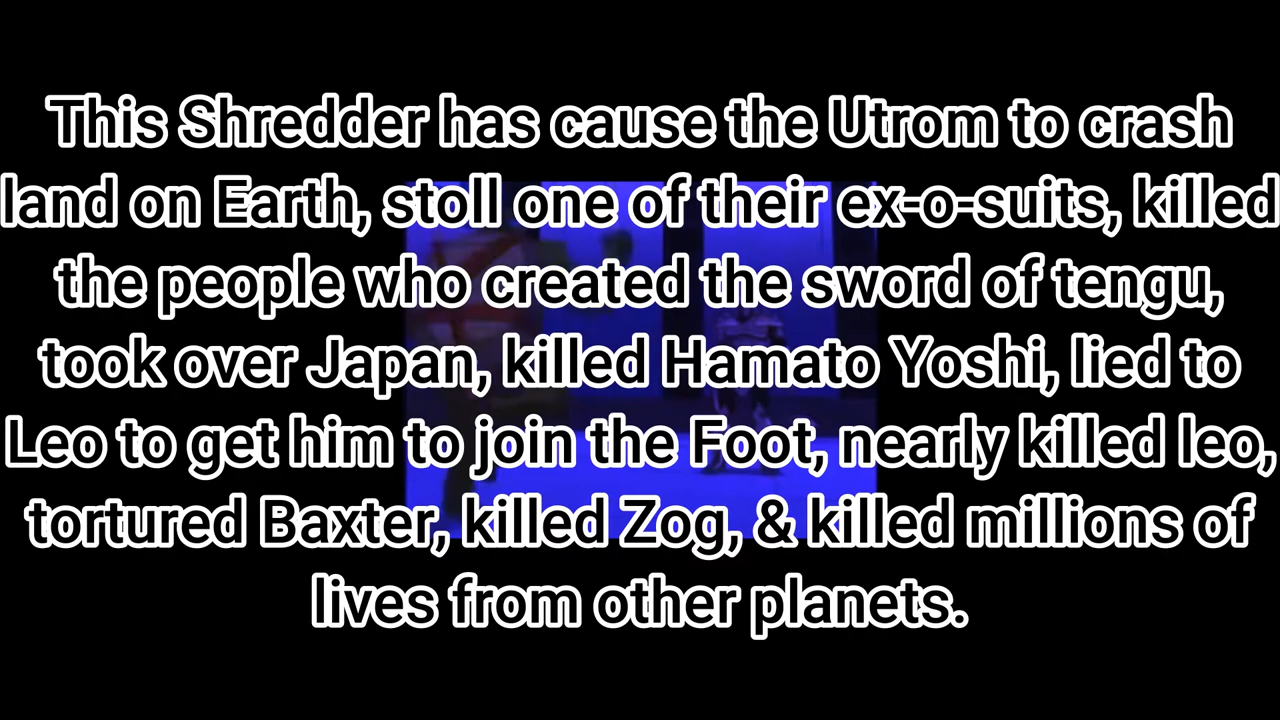 This Shredder has cause the Utrom to crash
land on Earth, stoll one of their ex-o-suits, killed
the people who created the sword of tengu,
took over Japan, killed Hamato Yoshi, lied to
Leo to get him to join the Foot, nearly killed leo,
tortured Baxter, killed Zog, & killed millions of
lives from other planets.